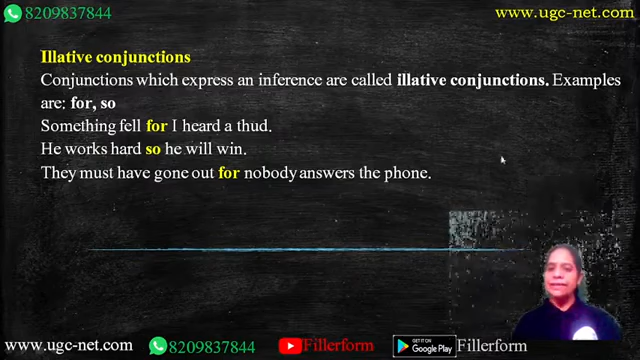 8209837844
www.ugc-net.com
Illative conjunctions
Conjunctions which express an inference are called illative conjunctions. Examples
are: for, so
Something fell for I heard a thud.
He works hard so he will win.
They must have gone out for nobody answers the phone.
www.ugc-net.com 8209837844 Fillerform GET IT ON Google Play Fillerform